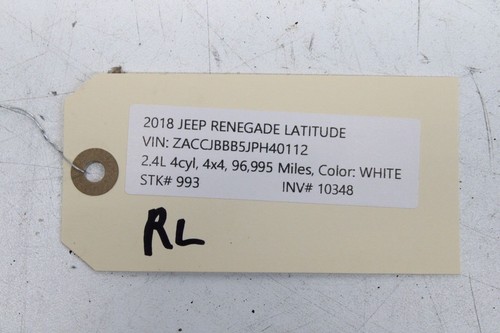 2018 JEEP RENEGADE LATITUDE
VIN: ZACCJBBB5JPH40112
2.4L 4cyl, 4x4, 96,995 Miles, Color: WHITE
STK# 993 INV# 10348
RL